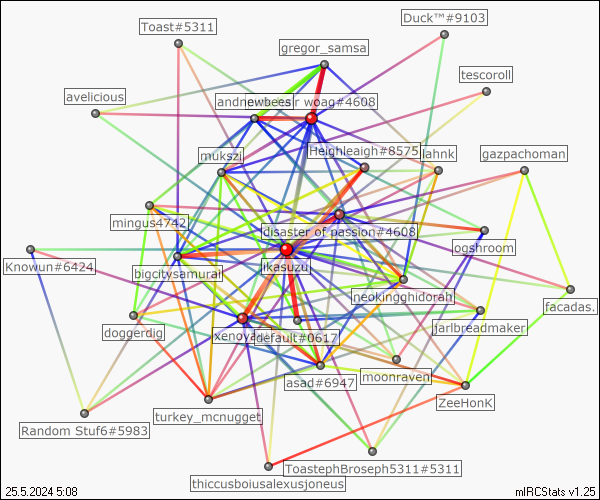 Duck™#9103
Toast#5311
gregor_samsa
tescoroll
avelicious
woag#4608
Heighleaigh#8575
mukszi
lahnk
gazpachoman
mingus4742
disaster of passion#4608
ogshroom
Knowun#6424
bigcitysamurai
ikasuzu
neokingghidorah
facadas.
doggerdig
default#0617
jarlbreadmaker
asad#6947
moonraven
ZeeHonK
turkey_mcnugget
Random Stuf6#5983
ToastephBroseph5311#5311
thiccusboiusalexusjoneus
25.5.2024 5:08
mIRCStats v1.25